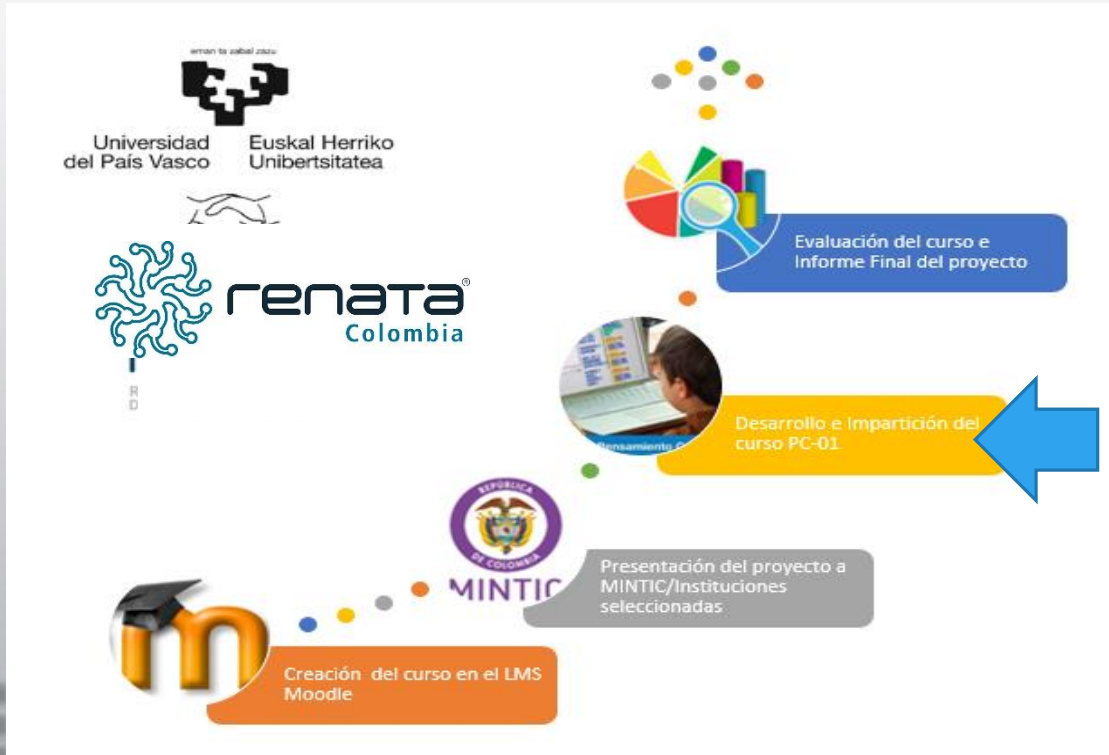 eman ta zabal zazu
Universidad
del País Vasco
Euskal Herriko
Unibertsitatea
renata®
Colombia
R
D
Evaluación del curso e
Informe Final del proyecto
Desarrollo e Impartición del
curso PC-01
Pensamiento
REPÚBLICA
DE COLOMBIA
MINTIC
Presentación del proyecto a
MINTIC/Instituciones
seleccionadas
m
Creación del curso en el LMS
Moodle